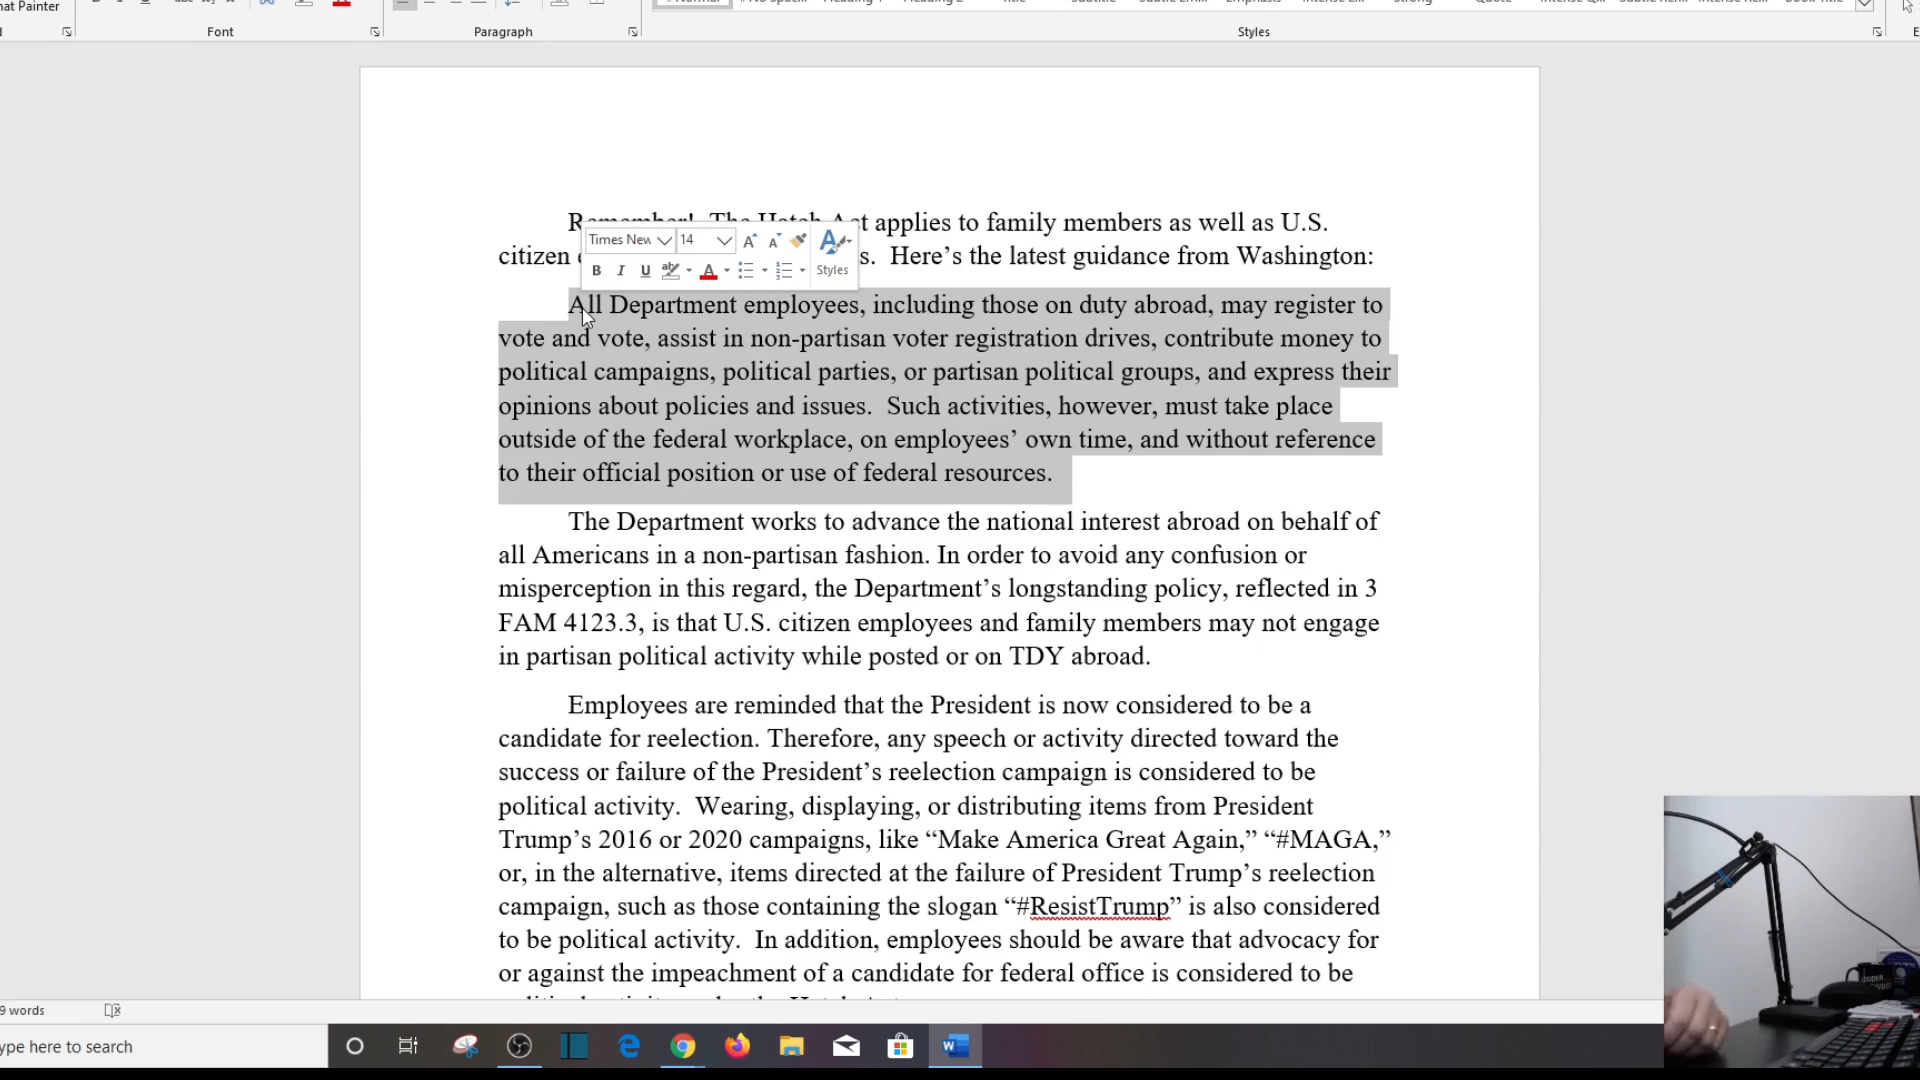 mat Painter
Font
Paragraph
Styles
Remember! The Hatch Act applies to family members as well as U.S.
citizen s. Here’s the latest guidance from Washington:
Times New
14
B I U
Styles
All Department employees, including those on duty abroad, may register to
vote and vote, assist in non-partisan voter registration drives, contribute money to
political campaigns, political parties, or partisan political groups, and express their
opinions about policies and issues.  Such activities, however, must take place
outside of the federal workplace, on employees’ own time, and without reference
to their official position or use of federal resources.
The Department works to advance the national interest abroad on behalf of
all Americans in a non-partisan fashion. In order to avoid any confusion or
misperception in this regard, the Department’s longstanding policy, reflected in 3
FAM 4123.3, is that U.S. citizen employees and family members may not engage
in partisan political activity while posted or on TDY abroad.
Employees are reminded that the President is now considered to be a
candidate for reelection. Therefore, any speech or activity directed toward the
success or failure of the President’s reelection campaign is considered to be
political activity.  Wearing, displaying, or distributing items from President
Trump’s 2016 or 2020 campaigns, like “Make America Great Again,” “#MAGA,”
or, in the alternative, items directed at the failure of President Trump’s reelection
campaign, such as those containing the slogan “#ResistTrump” is also considered
to be political activity.  In addition, employees should be aware that advocacy for
or against the impeachment of a candidate for federal office is considered to be
9 words
ype here to search